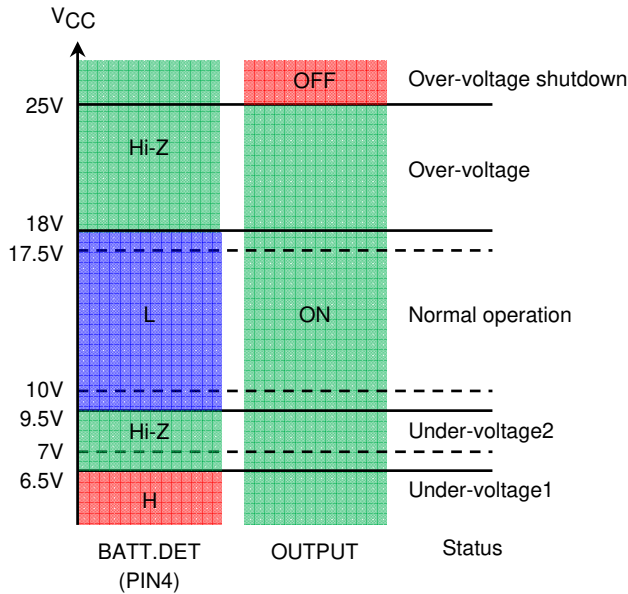 VCC
OFF
Over-voltage shutdown
25V
Hi-Z
Over-voltage
18V
17.5V
L
ON
Normal operation
10V
9.5V
Hi-Z
Under-voltage2
7V
6.5V
H
Under-voltage1
BATT.DET
(PIN4)
OUTPUT
Status